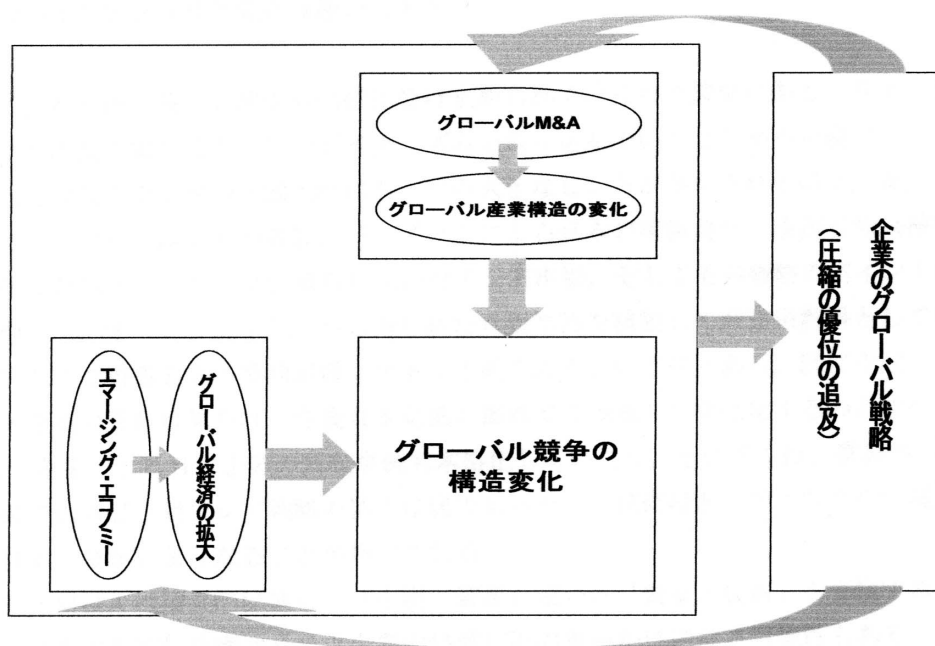 グローバルM&A
グローバル産業構造の変化
企業のグローバル戦略
（圧縮の優位の追及）
エマージング・エコノミー
グローバル経済の拡大
グローバル競争の
構造変化